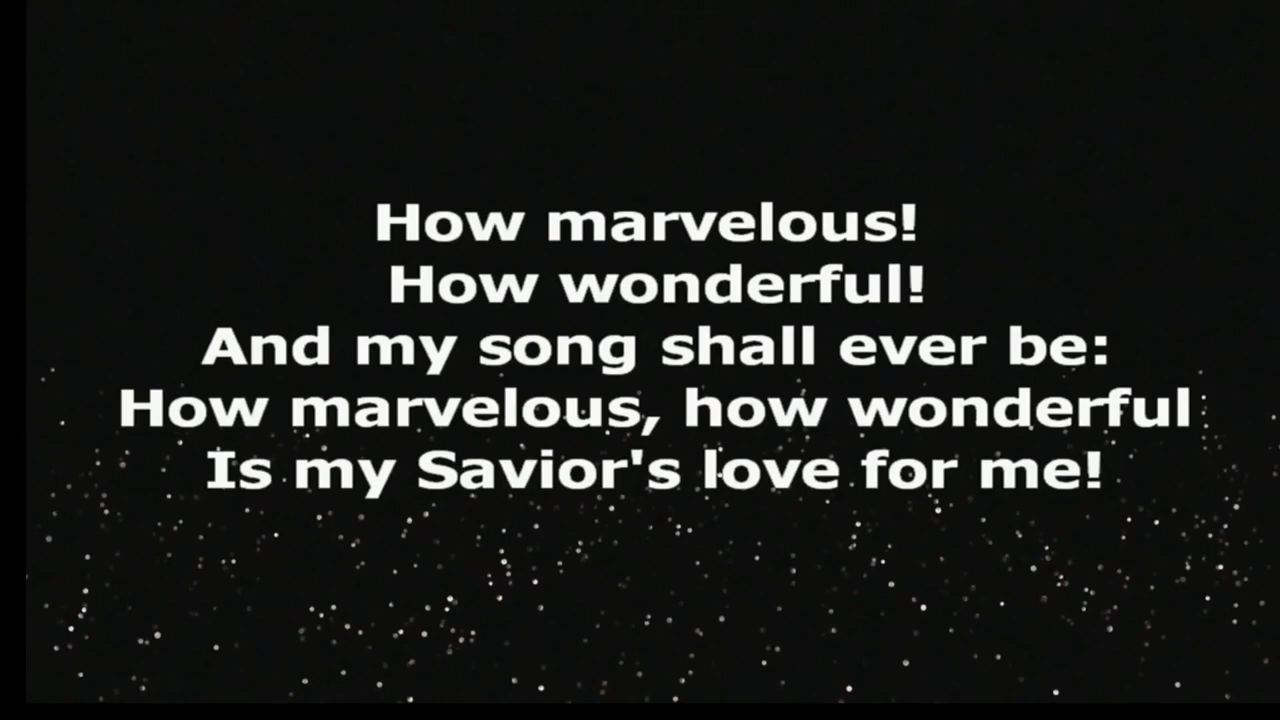 How marvelous!
How wonderful!
And my song shall ever be:
How marvelous, how wonderful
Is my Savior's love for me!